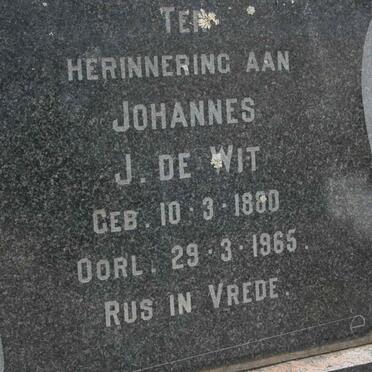 TER
HERINNERING AAN
JOHANNES
J. DE WIT
GEB. 10·3·1880
OORL. 29·3·1965.
RUS IN VREDE.